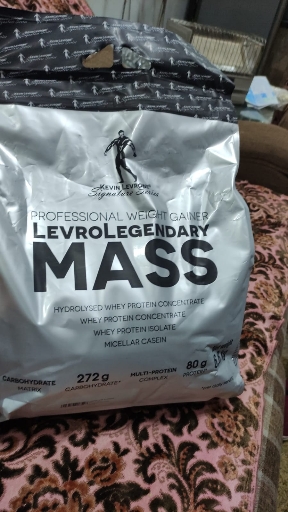 KEVIN LEVRONE
Signature Series
PROFESSIONAL WEIGHT GAINER
LEVROLEGENDARY
MASS
HYDROLYSED WHEY PROTEIN CONCENTRATE
WHEY PROTEIN CONCENTRATE
WHEY PROTEIN ISOLATE
MICELLAR CASEIN
CARBOHYDRATE
MATRIX
272 g
CARBOHYDRATE*
MULTI-PROTEIN
COMPLEX
80 g
PROTEIN*